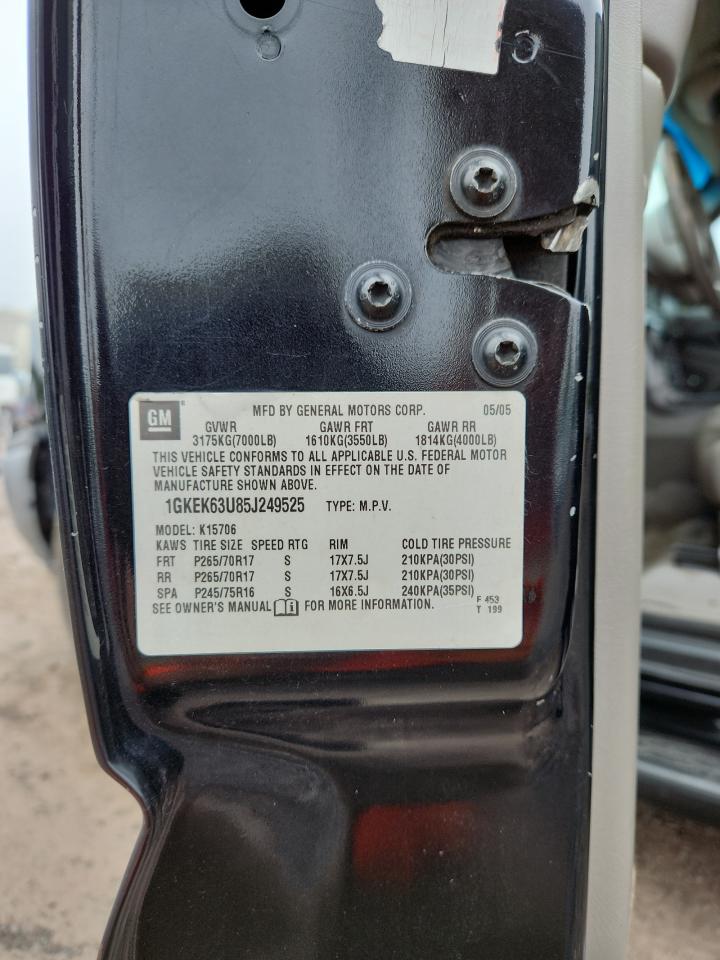 GM
MFD BY GENERAL MOTORS CORP. 05/05
GVWR GAWR FRT GAWR RR
3175KG(7000LB) 1610KG(3550LB) 1814KG(4000LB)
THIS VEHICLE CONFORMS TO ALL APPLICABLE U.S. FEDERAL MOTOR
VEHICLE SAFETY STANDARDS IN EFFECT ON THE DATE OF
MANUFACTURE SHOWN ABOVE.
1GKEK63U85J249525 TYPE: M.P.V.
MODEL: K15706
KAWS TIRE SIZE SPEED RTG RIM COLD TIRE PRESSURE
FRT P265/70R17 S 17X7.5J 210KPA(30PSI)
RR P265/70R17 S 17X7.5J 210KPA(30PSI)
SPA P245/75R16 S 16X6.5J 240KPA(35PSI)
SEE OWNER'S MANUAL FOR MORE INFORMATION.
F 453
T 199